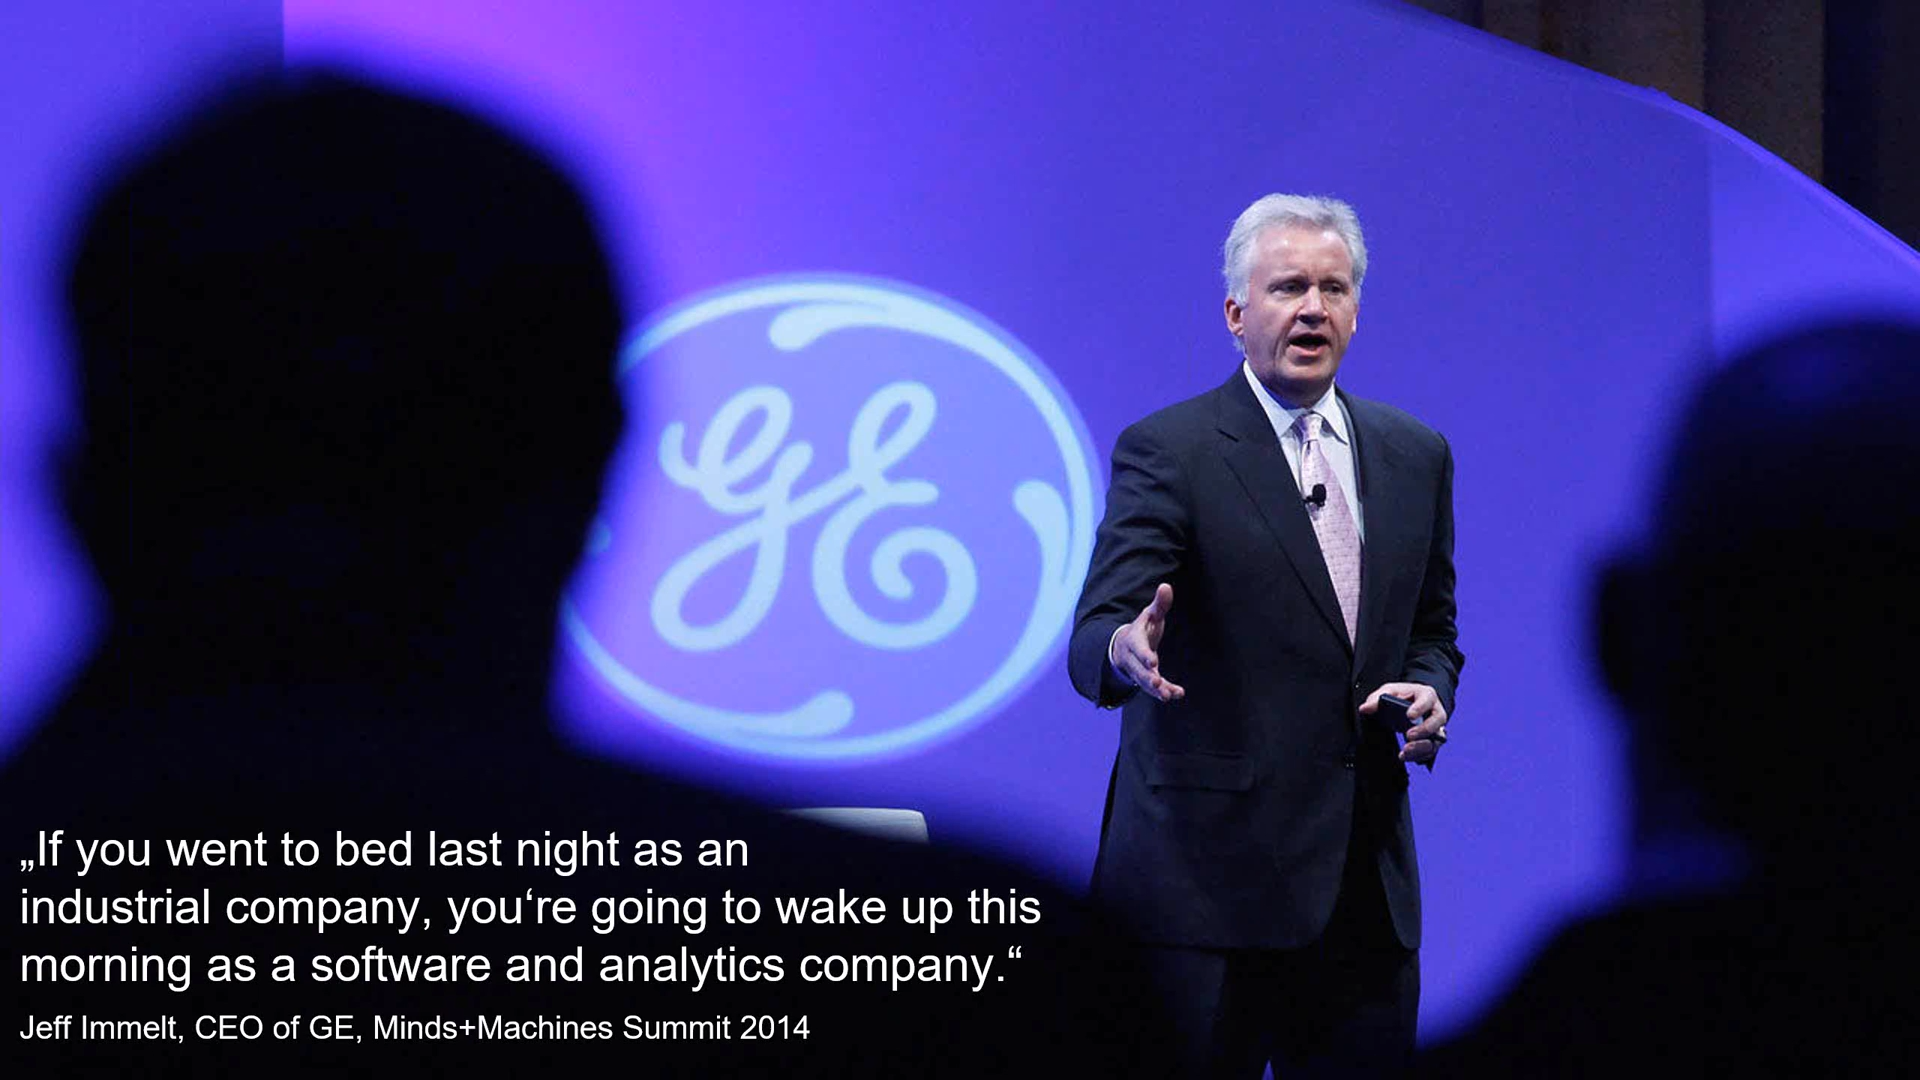 GE
„If you went to bed last night as an
industrial company, you‘re going to wake up this
morning as a software and analytics company.“
Jeff Immelt, CEO of GE, Minds+Machines Summit 2014